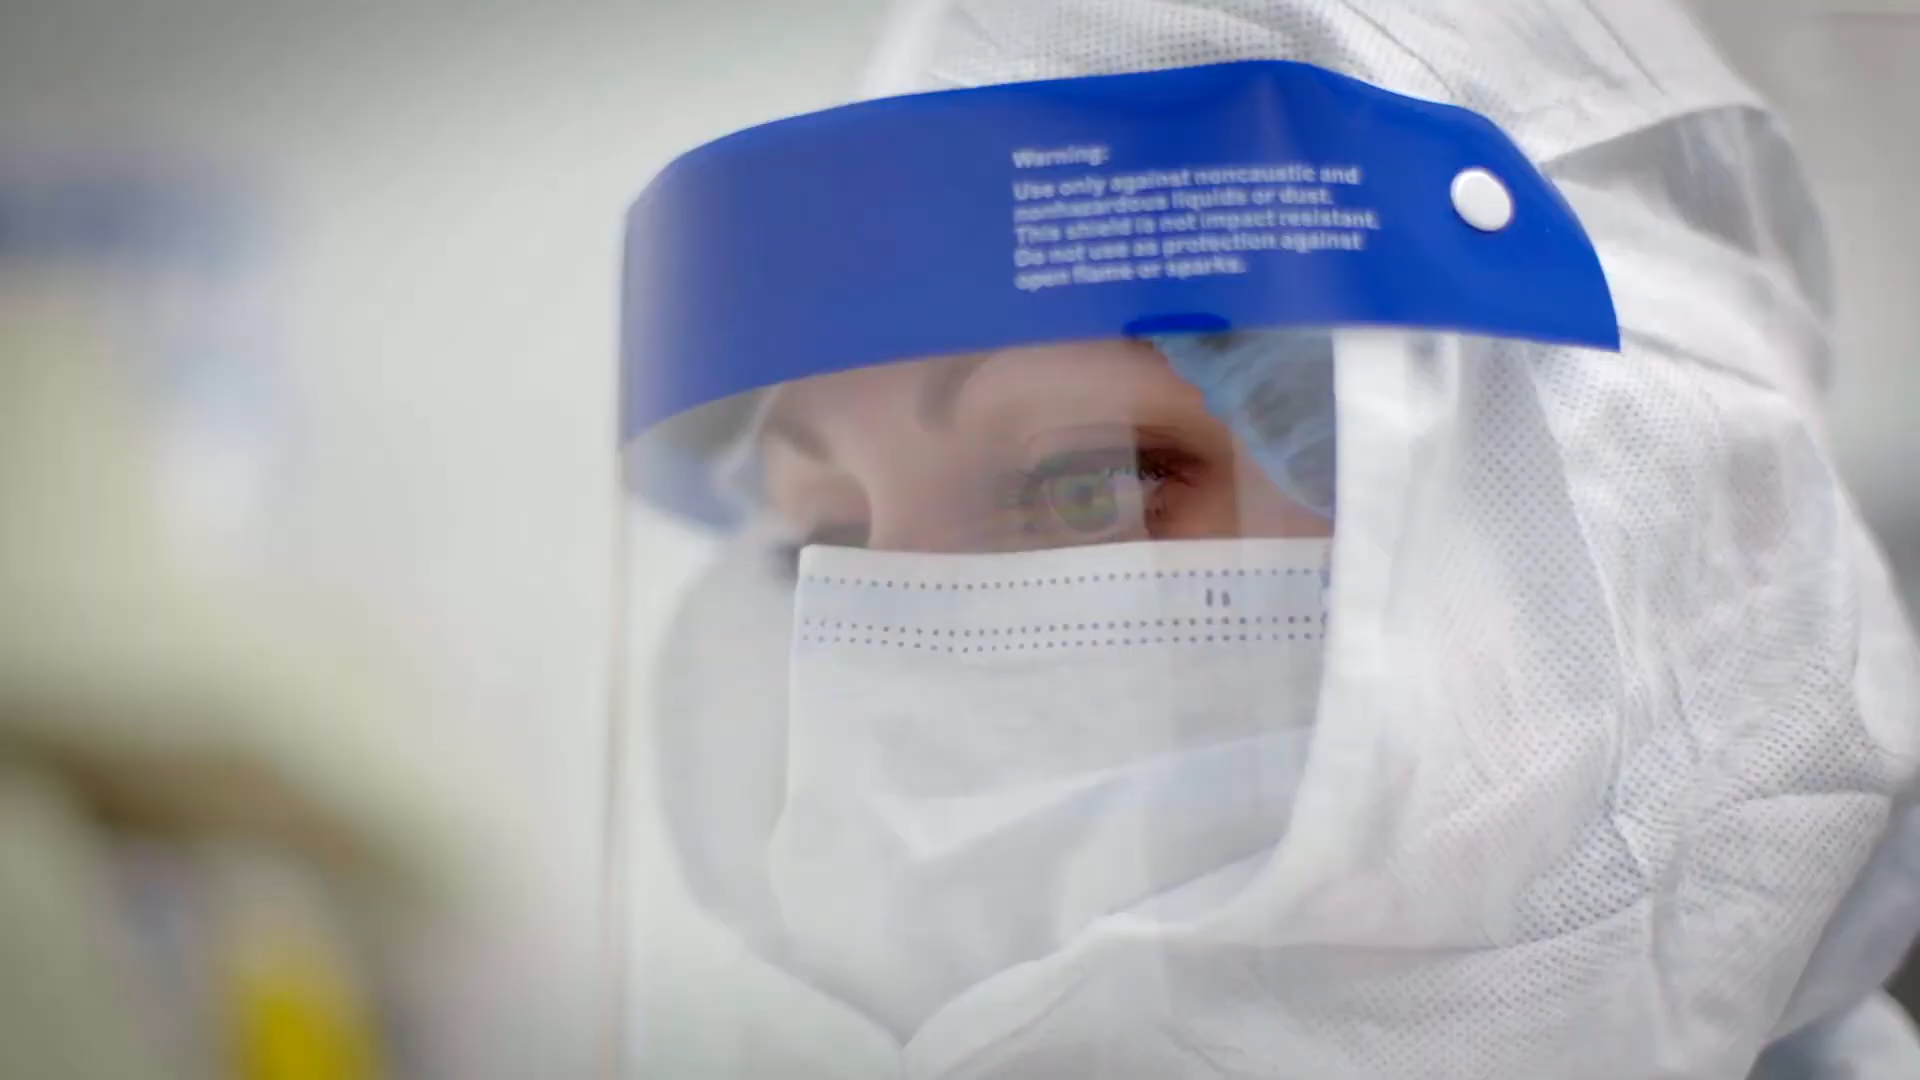 Warning:
Use only against noncaustic and
nonhazardous liquids or dust.
This shield is not impact resistant.
Do not use as protection against
open flame or sparks.